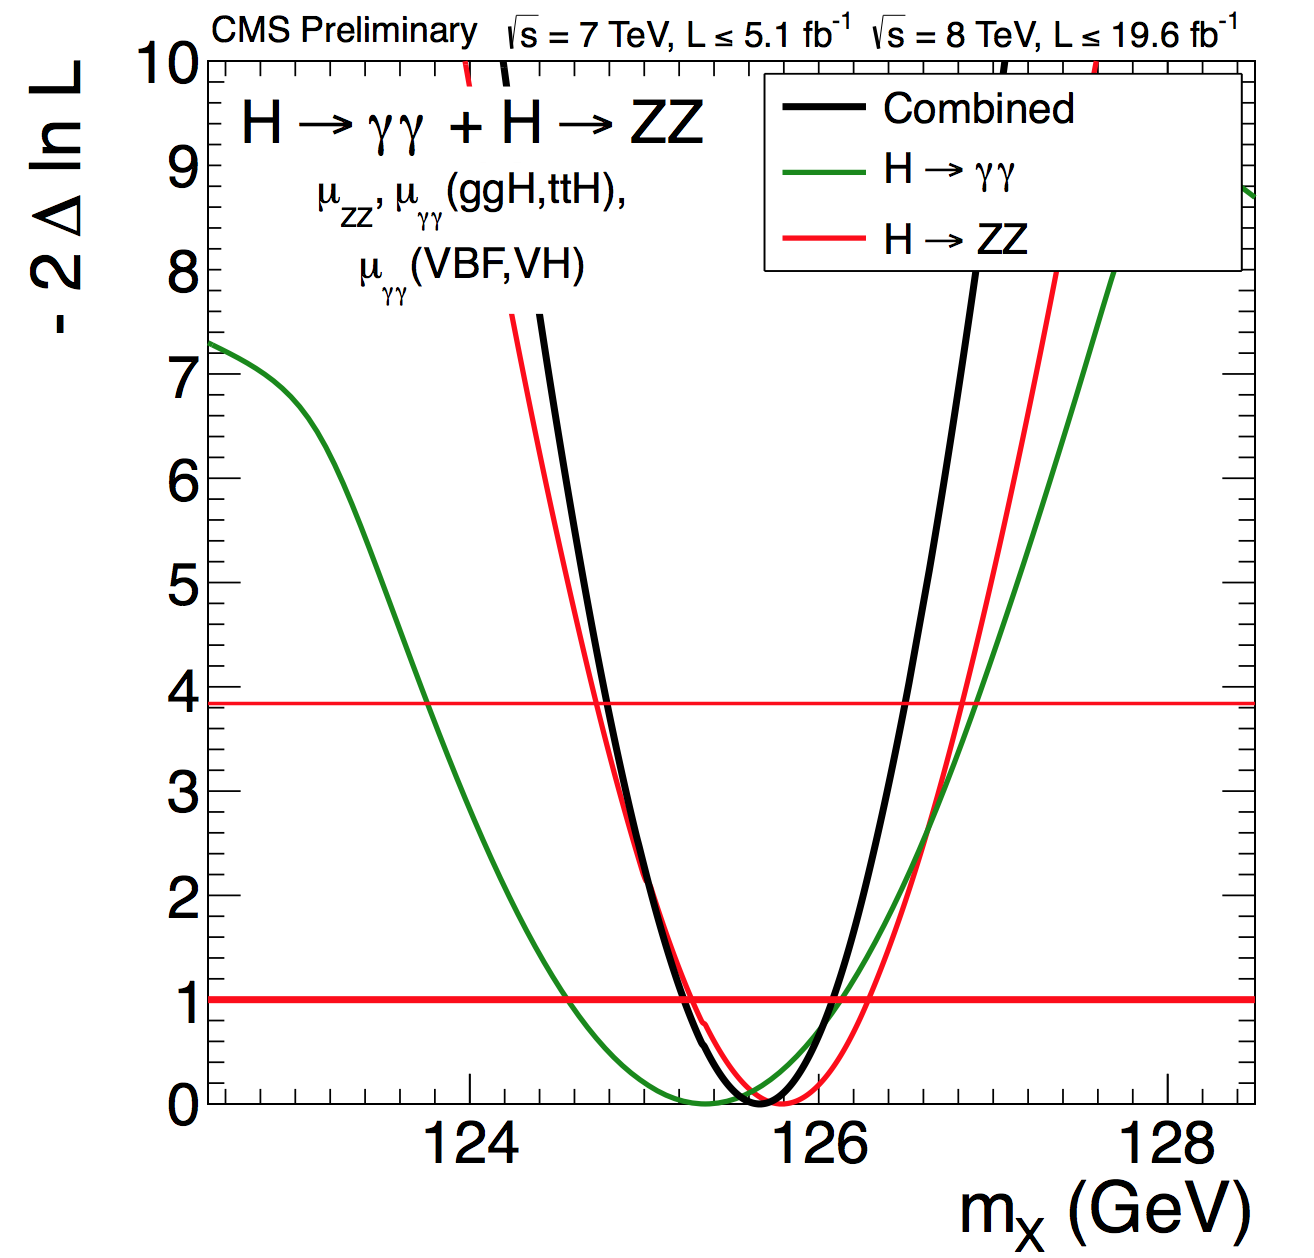 CMS Preliminary √s = 7 TeV, L ≤ 5.1 fb⁻¹ √s = 8 TeV, L ≤ 19.6 fb⁻¹
- 2 Δ ln L
10
9
8
7
6
5
4
3
2
1
0
H → γγ + H → ZZ
μ_ZZ, μ_γγ(ggH,ttH),
μ_γγ(VBF,VH)
Combined
H → γγ
H → ZZ
124 126 128
m_X (GeV)